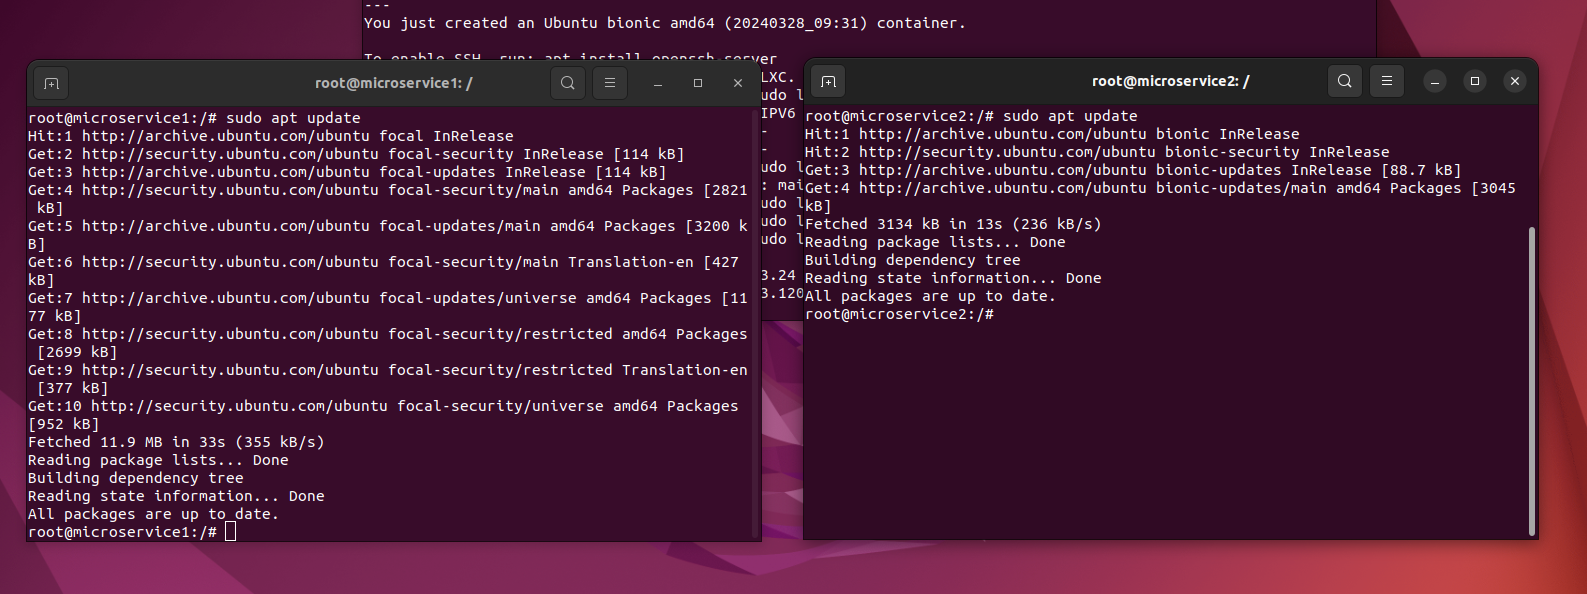 ---
You just created an Ubuntu bionic amd64 (20240328_09:31) container.
To enable SSH, run: apt install openssh-server
LXC.
udo l
IPV6
-
-
udo l
: mai
udo l
udo l
udo l
3.24
3.120
root@microservice1: /
root@microservice1:/# sudo apt update
Hit:1 http://archive.ubuntu.com/ubuntu focal InRelease
Get:2 http://security.ubuntu.com/ubuntu focal-security InRelease [114 kB]
Get:3 http://archive.ubuntu.com/ubuntu focal-updates InRelease [114 kB]
Get:4 http://security.ubuntu.com/ubuntu focal-security/main amd64 Packages [2821
 kB]
Get:5 http://archive.ubuntu.com/ubuntu focal-updates/main amd64 Packages [3200 k
B]
Get:6 http://security.ubuntu.com/ubuntu focal-security/main Translation-en [427
kB]
Get:7 http://archive.ubuntu.com/ubuntu focal-updates/universe amd64 Packages [11
77 kB]
Get:8 http://security.ubuntu.com/ubuntu focal-security/restricted amd64 Packages
 [2699 kB]
Get:9 http://security.ubuntu.com/ubuntu focal-security/restricted Translation-en
 [377 kB]
Get:10 http://security.ubuntu.com/ubuntu focal-security/universe amd64 Packages
[952 kB]
Fetched 11.9 MB in 33s (355 kB/s)
Reading package lists... Done
Building dependency tree
Reading state information... Done
All packages are up to date.
root@microservice1:/#
root@microservice2: /
root@microservice2:/# sudo apt update
Hit:1 http://archive.ubuntu.com/ubuntu bionic InRelease
Hit:2 http://security.ubuntu.com/ubuntu bionic-security InRelease
Get:3 http://archive.ubuntu.com/ubuntu bionic-updates InRelease [88.7 kB]
Get:4 http://archive.ubuntu.com/ubuntu bionic-updates/main amd64 Packages [3045
kB]
Fetched 3134 kB in 13s (236 kB/s)
Reading package lists... Done
Building dependency tree
Reading state information... Done
All packages are up to date.
root@microservice2:/#